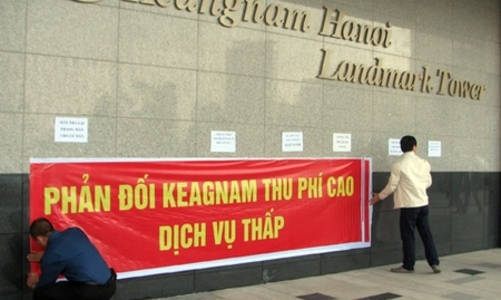 Keangnam Hanoi
Landmark Tower
PHẢN ĐỐI KEAGNAM THU PHÍ CAO
DỊCH VỤ THẤP